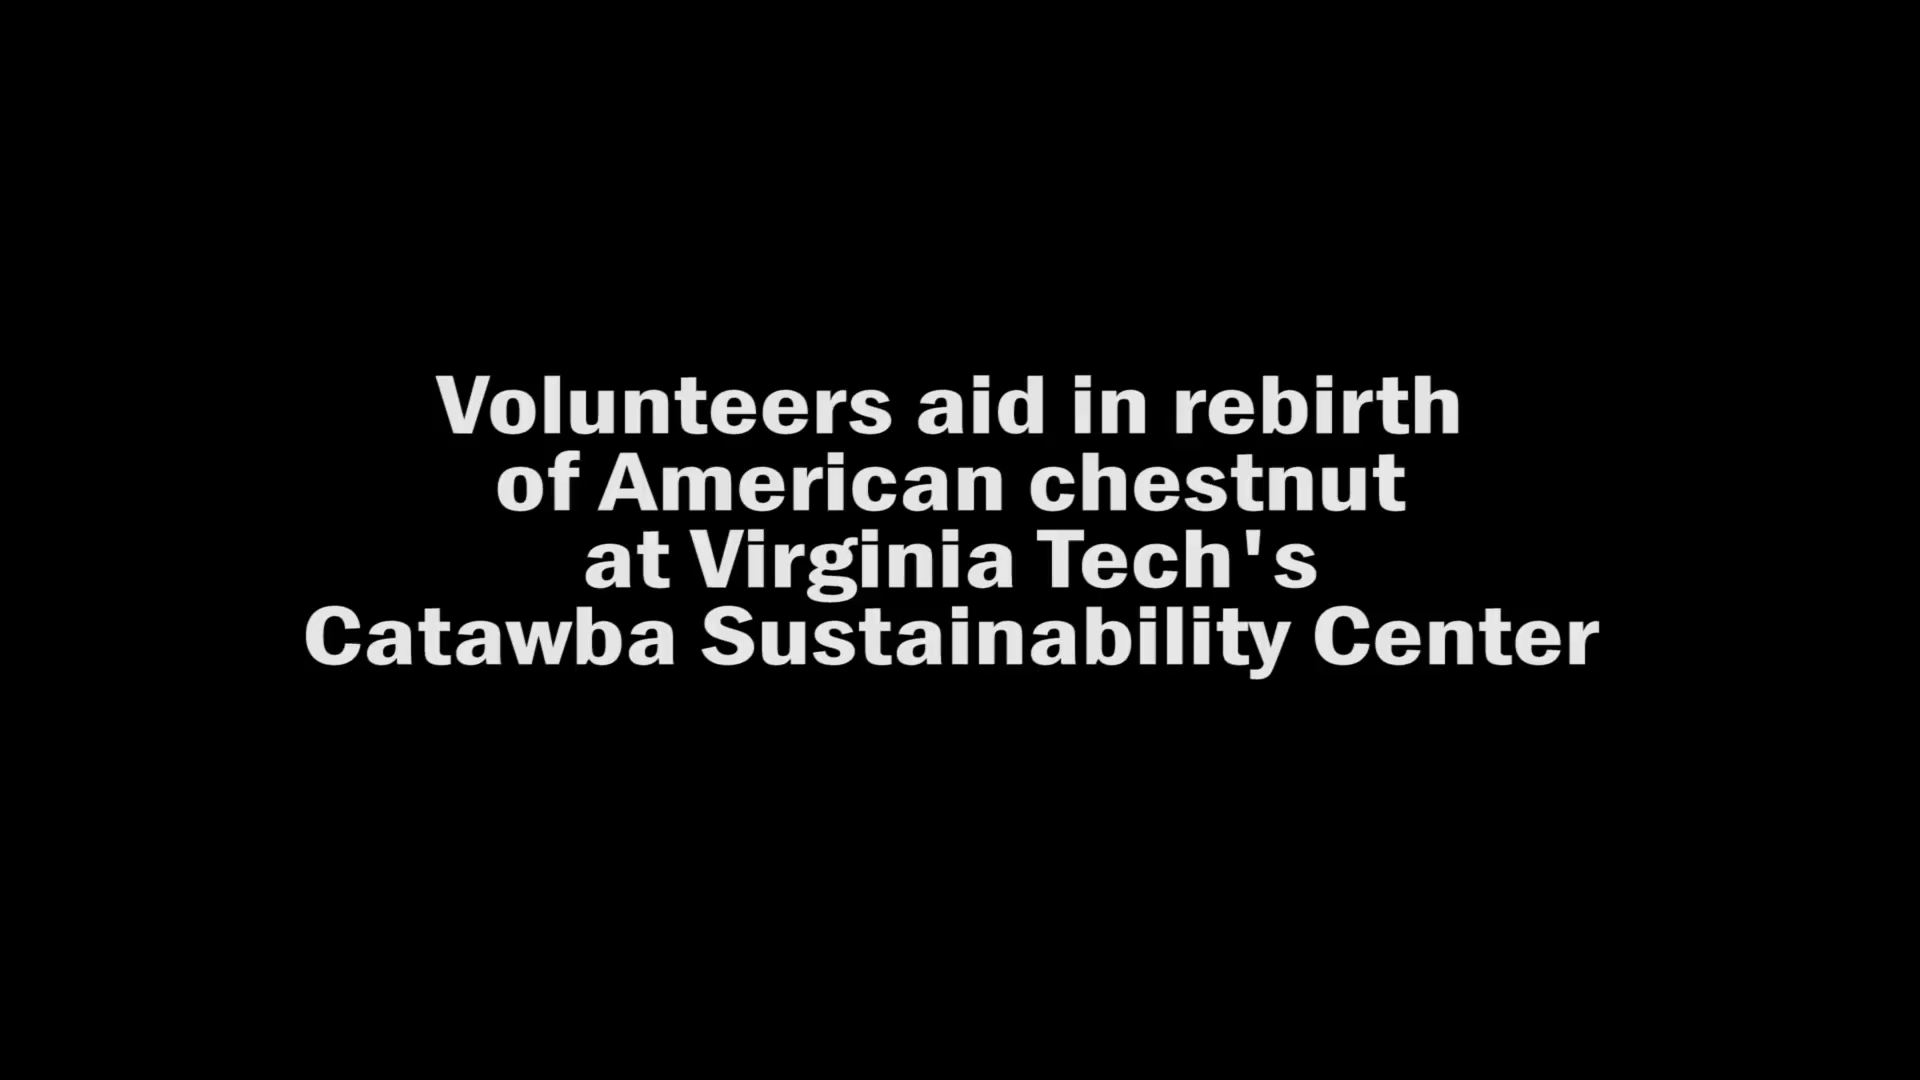 Volunteers aid in rebirth
of American chestnut
at Virginia Tech's
Catawba Sustainability Center